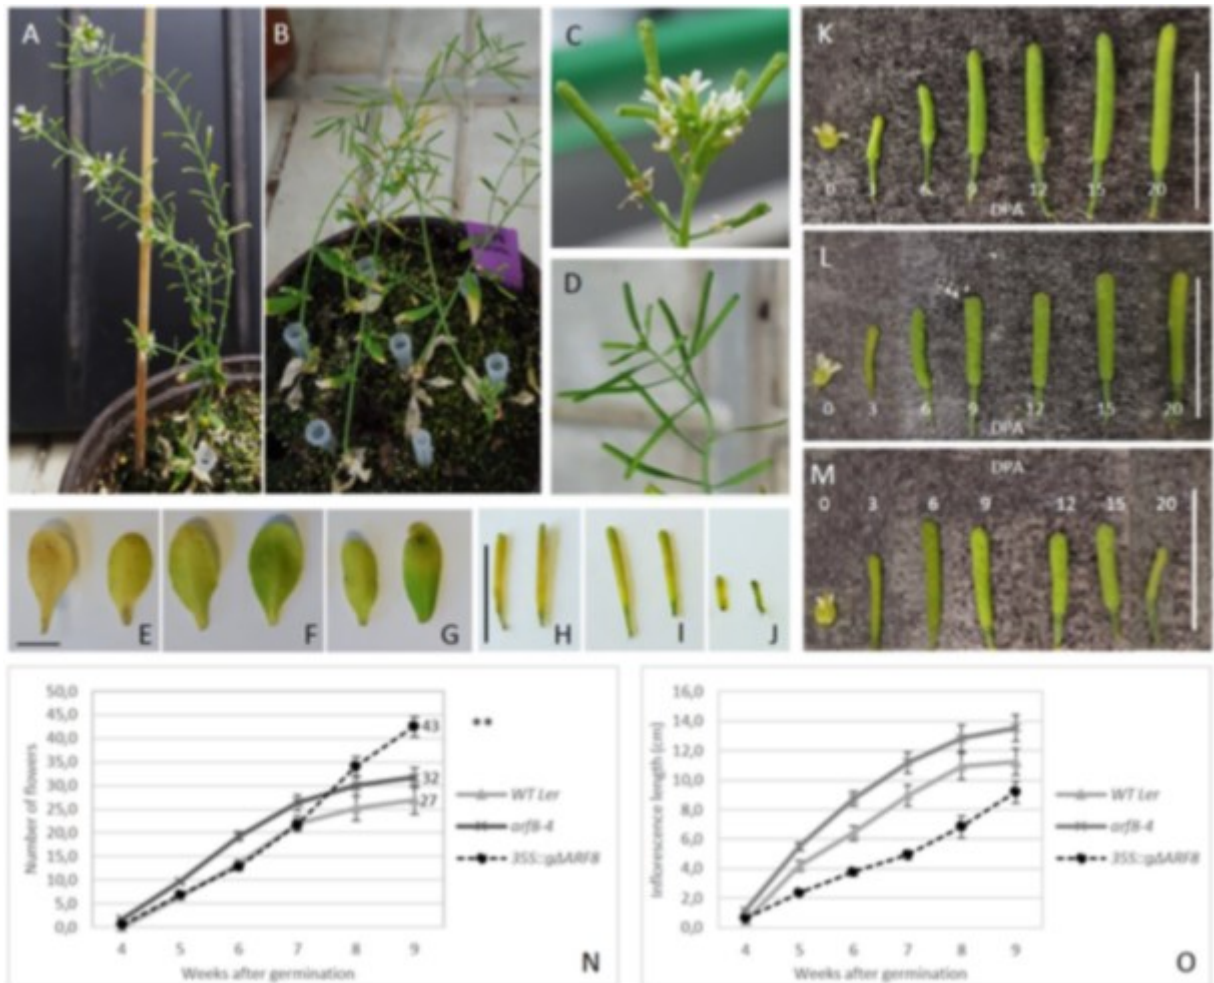 A
B
C
K
0 3 6 9 12 15 20
DPA
D
L
0 3 6 9 12 15 20
DPA
M
DPA
0 3 6 9 12 15 20
E
F
G
H
I
J
50,0
45,0
40,0
35,0
30,0
25,0
20,0
15,0
10,0
5,0
0,0
Number of flowers
43
32
27
**
WT Ler
arf8-4
35S::gΔARF8
4 5 6 7 8 9
Weeks after germination
N
16,0
14,0
12,0
10,0
8,0
6,0
4,0
2,0
0,0
Inflorescence length (cm)
WT Ler
arf8-4
35S::gΔARF8
4 5 6 7 8 9
Weeks after germination
O